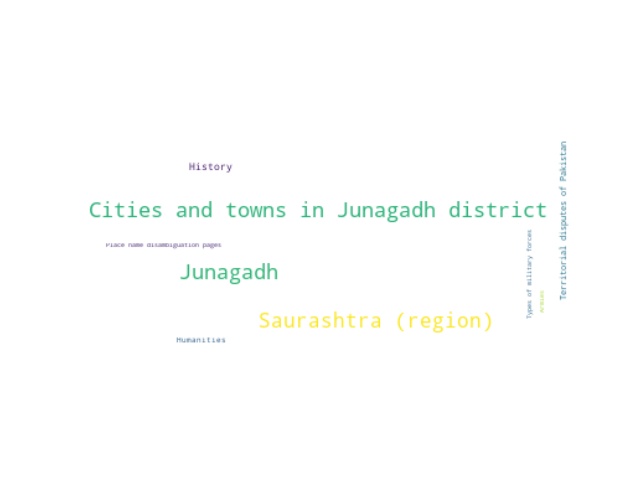 History
Cities and towns in Junagadh district
Place name disambiguation pages
Junagadh
Saurashtra (region)
Humanities
Types of military forces
Territorial disputes of Pakistan